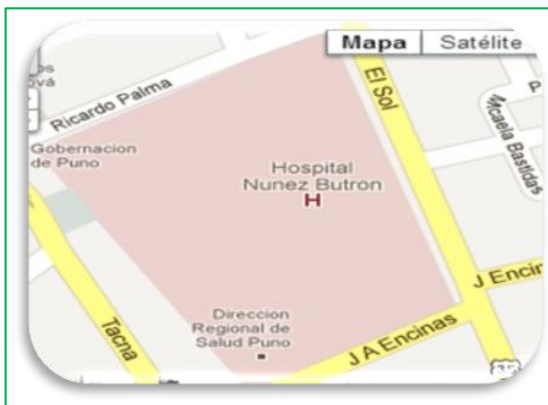 Mapa
Satélite
El Sol
Ricardo Palma
Gobernacion
de Puno
Hospital
Nunez Butron
H
Micaela Bastidas
J Encin
Tacna
Direccion
Regional de
Salud Puno
J A Encinas